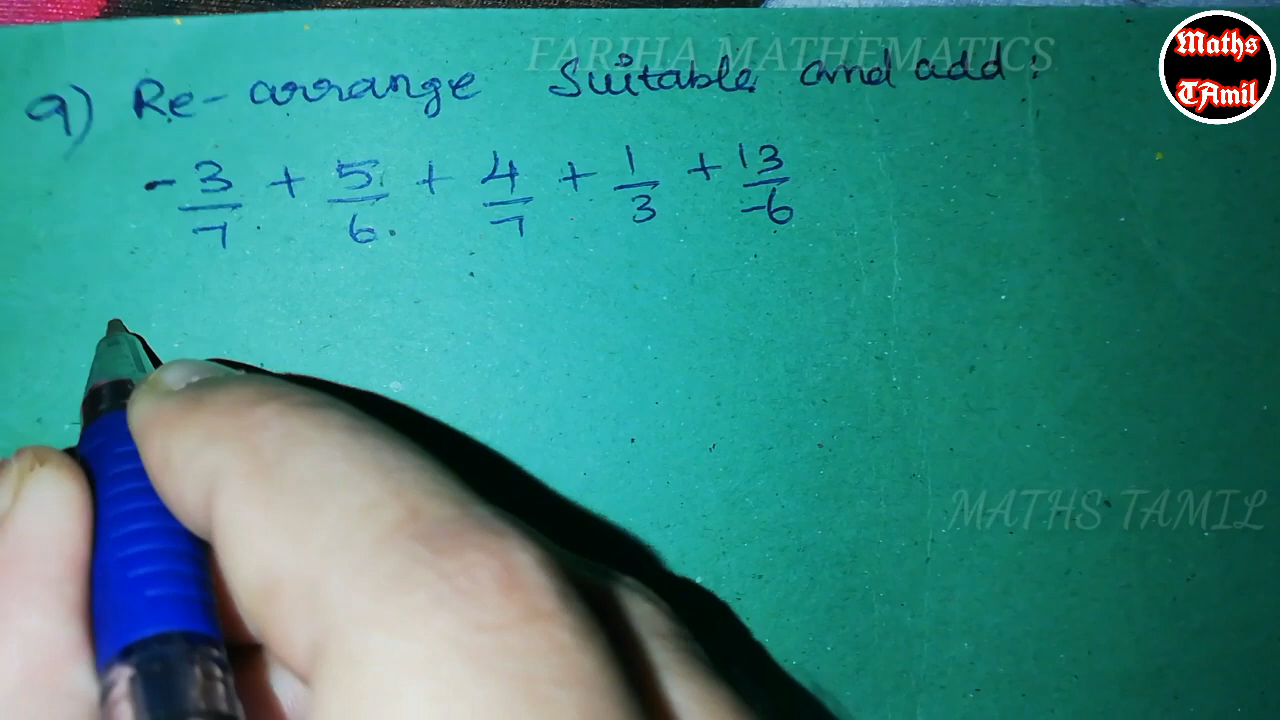 FARIHA MATHEMATICS
Maths
TAmil
9) Re-arrange Suitable and add :
-3/7 + 5/6 + 4/7 + 1/3 + 13/-6
MATHS TAMIL